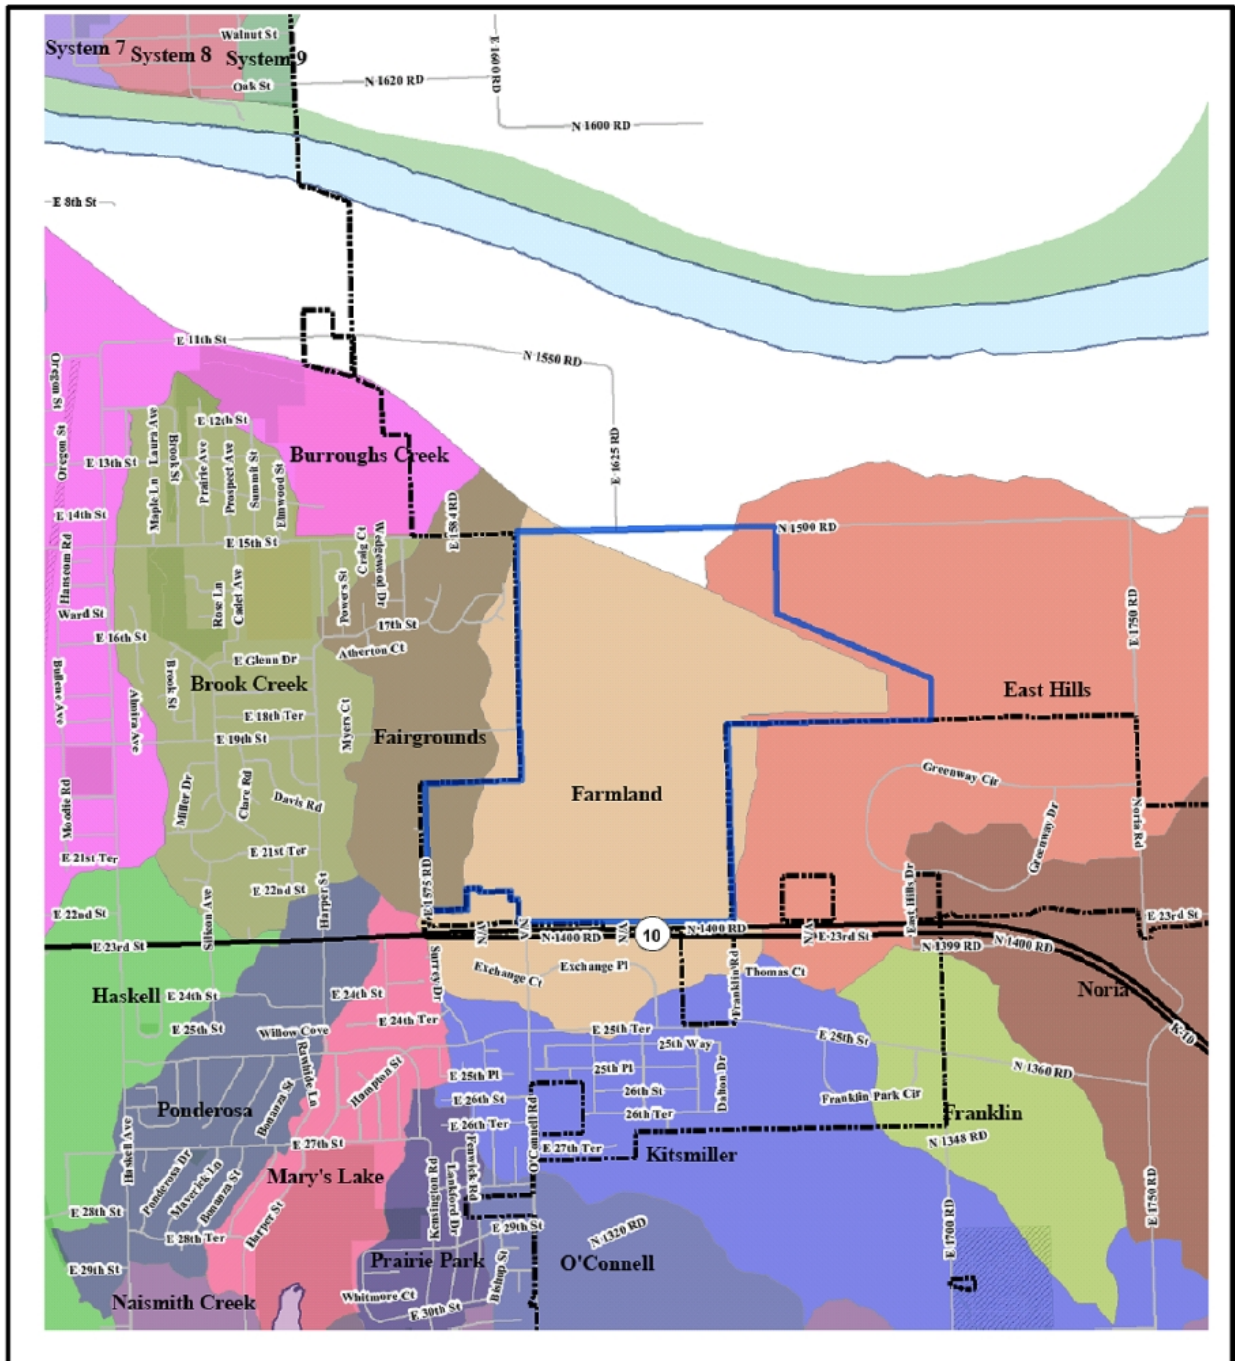 Walnut St
System 7
System 8
System 9
Oak St
N 1620 RD
E 1600 RD
N 1600 RD
E 8th St
E 11th St
N 1550 RD
Oregon St
E 12th St
Laura Ave
Brook St
Prairie Ave
Prospect Ave
Summit St
Elmwood St
Maple Ln
Oregon St
E 13th St
Burroughs Creek
E 1625 RD
E 14th St
E 1584 RD
N 1500 RD
Hanscom Rd
E 15th St
Craig Ct
Wedgewood Dr
Powers St
Rose Ln
Cadet Ave
Ward St
E 16th St
17th St
E 1750 RD
Atherton Ct
E Glenn Dr
Brook St
Brook Creek
Bullene Ave
Almira Ave
E 18th Ter
Myers Ct
East Hills
E 19th St
Fairgrounds
Greenway Cir
Miller Dr
Clare Rd
Davis Rd
Farmland
Moodie Rd
Greenway Dr
Noria Rd
E 21st Ter
E 21st Ter
E 1575 RD
E 22nd St
Harper St
East Hills Dr
E 22nd St
Silicon Ave
E 23rd St
N/A
N/A
N/A
N/A
N 1400 RD
10
N 1400 RD
E 23rd St
E 23rd St
N 1399 RD
N 1400 RD
Surrey Dr
Exchange Ct
Exchange Pl
Franklin Rd
Thomas Ct
Haskell
E 24th St
E 24th St
Noria
E 24th Ter
E 25th St
Willow Cove
E 25th Ter
E 25th St
K-10
Rawhide Ln
Hampton St
25th Way
E 25th Pl
25th Pl
Dalton Dr
N 1360 RD
Ponderosa
Bonanza St
E 26th St
26th St
Franklin Park Cir
Franklin
O'Connell Rd
26th Ter
E 26th Ter
Haskell Ave
E 27th St
E 27th Ter
N 1348 RD
Kitsmiller
Fenwick Rd
Lankford Dr
Kensington Rd
Mary's Lake
Ponderosa Dr
Maverick Ln
Bonanza St
E 28th St
Harper St
E 29th St
N 1320 RD
E 1700 RD
E 1750 RD
E 28th Ter
Prairie Park
O'Connell
Bishop St
E 29th St
Naismith Creek
Whitmore Ct
E 30th St